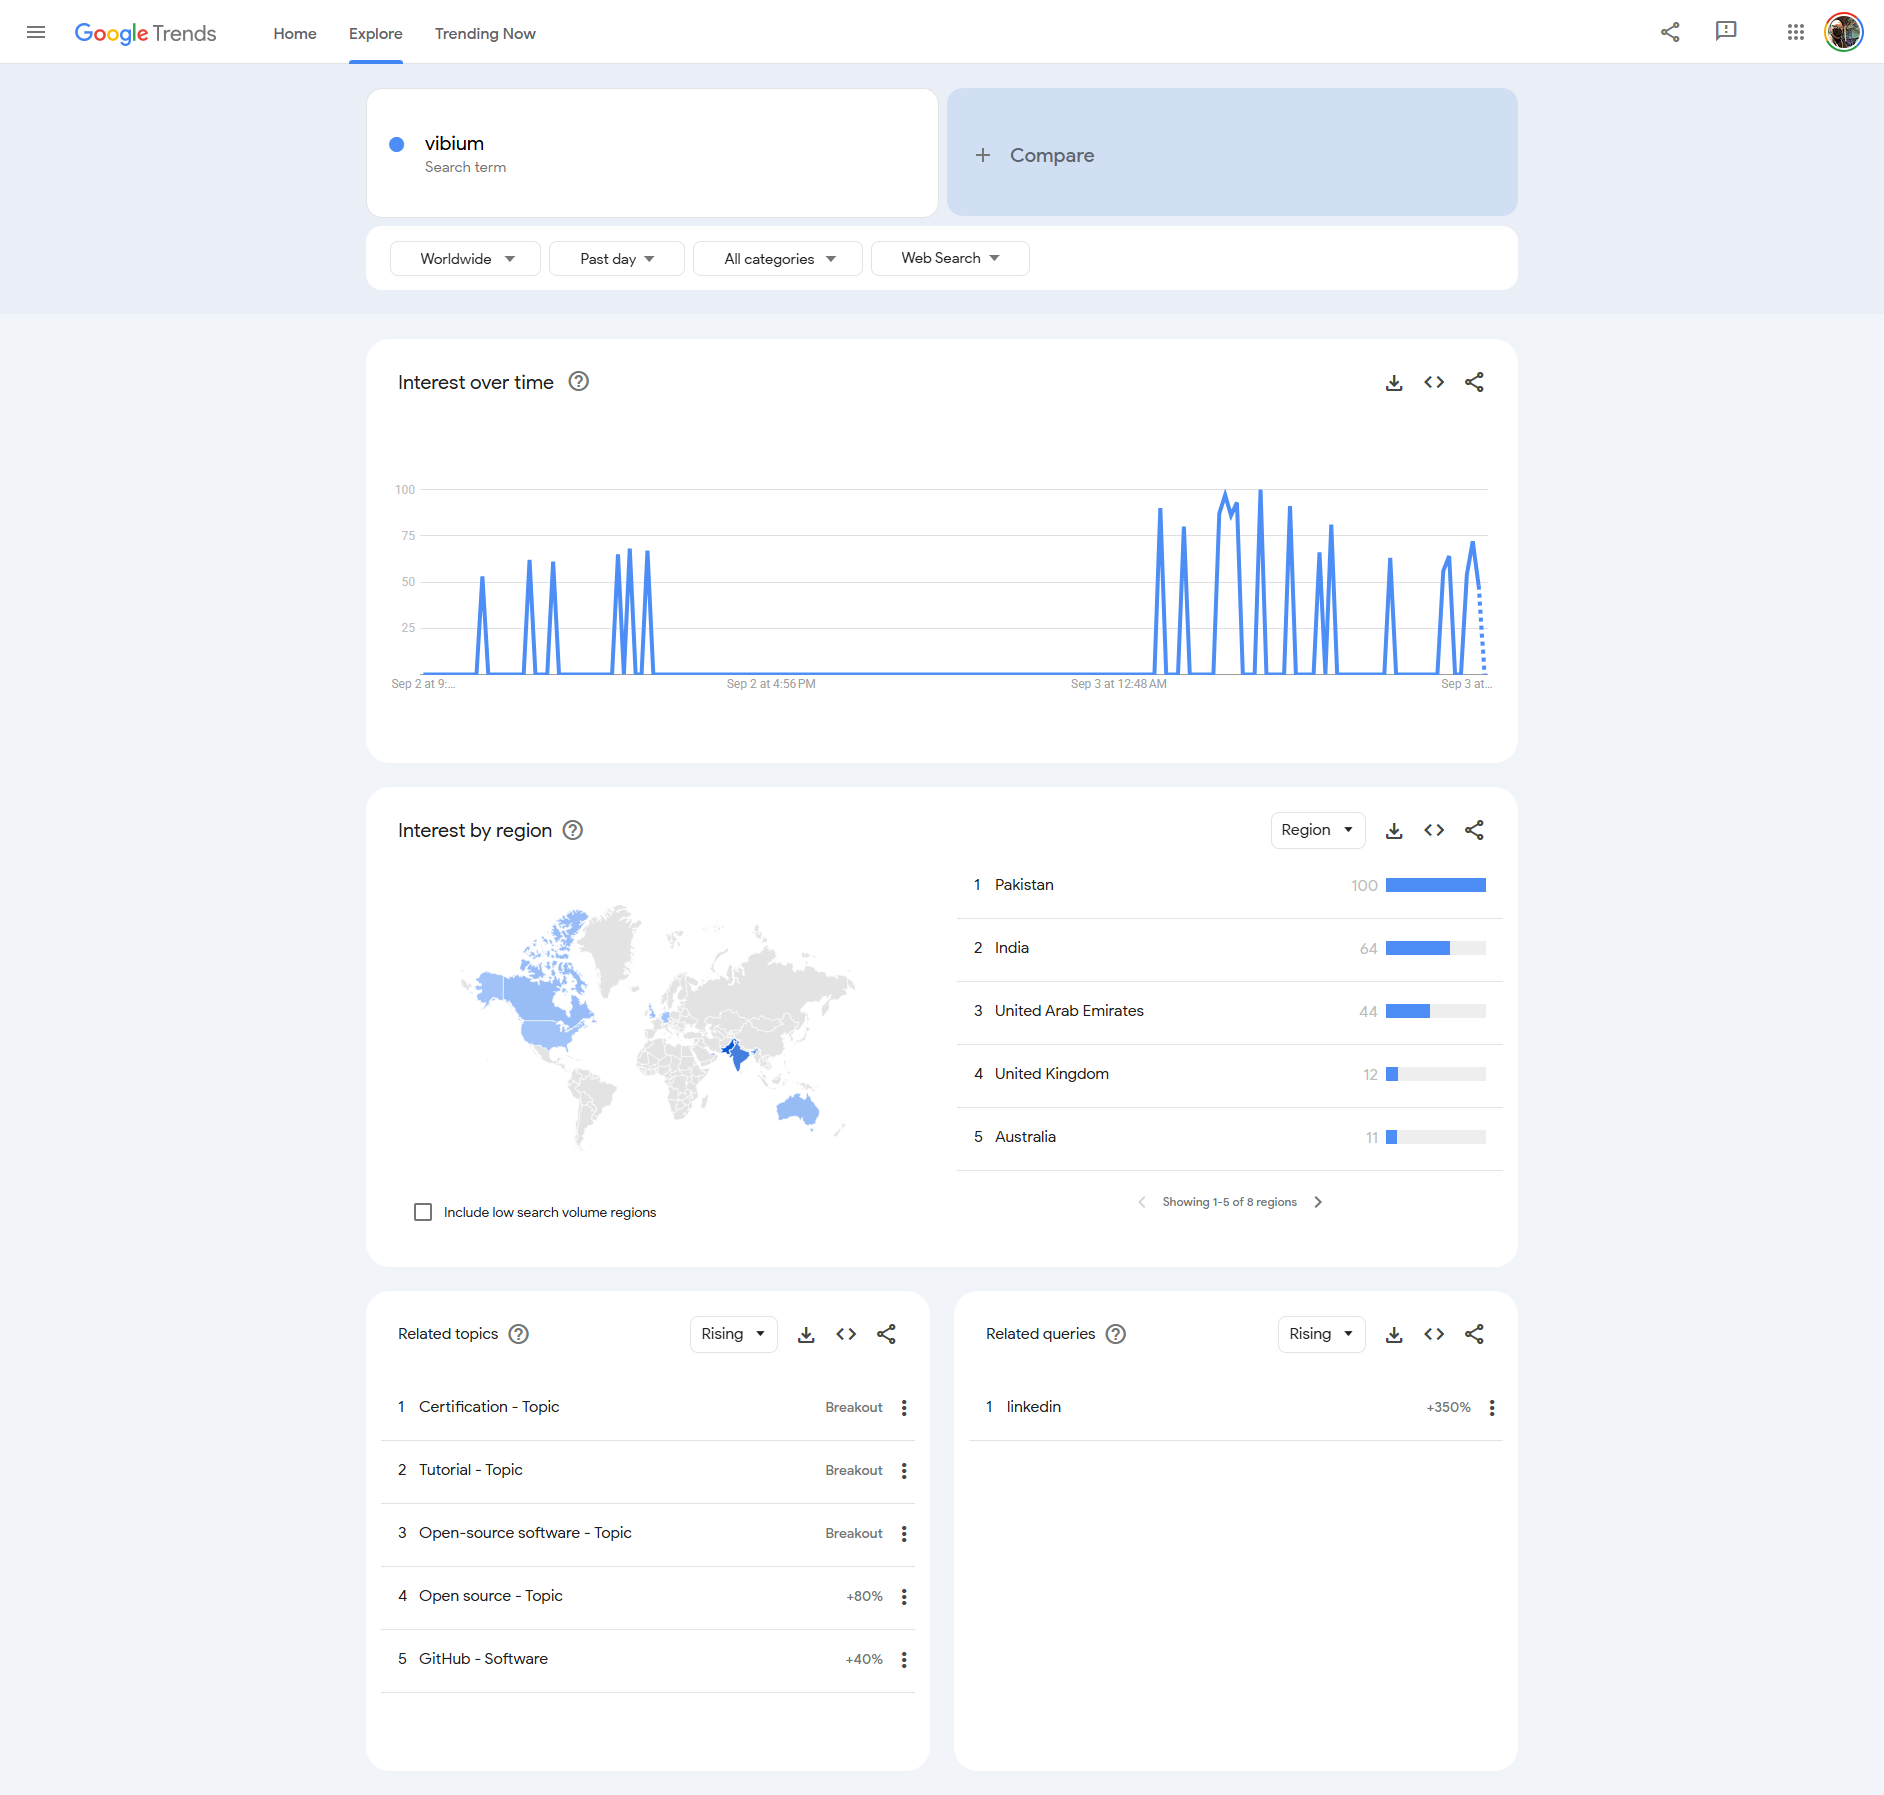 Google Trends
Home
Explore
Trending Now
vibium
Search term
+ Compare
Worldwide
Past day
All categories
Web Search
Interest over time
100
75
50
25
Sep 2 at 9:...
Sep 2 at 4:56 PM
Sep 3 at 12:48 AM
Sep 3 at...
Interest by region
Region
1 Pakistan 100
2 India 64
3 United Arab Emirates 44
4 United Kingdom 12
5 Australia 11
Include low search volume regions
Showing 1-5 of 8 regions
Related topics
Rising
1 Certification - Topic Breakout
2 Tutorial - Topic Breakout
3 Open-source software - Topic Breakout
4 Open source - Topic +80%
5 GitHub - Software +40%
Related queries
Rising
1 linkedin +350%